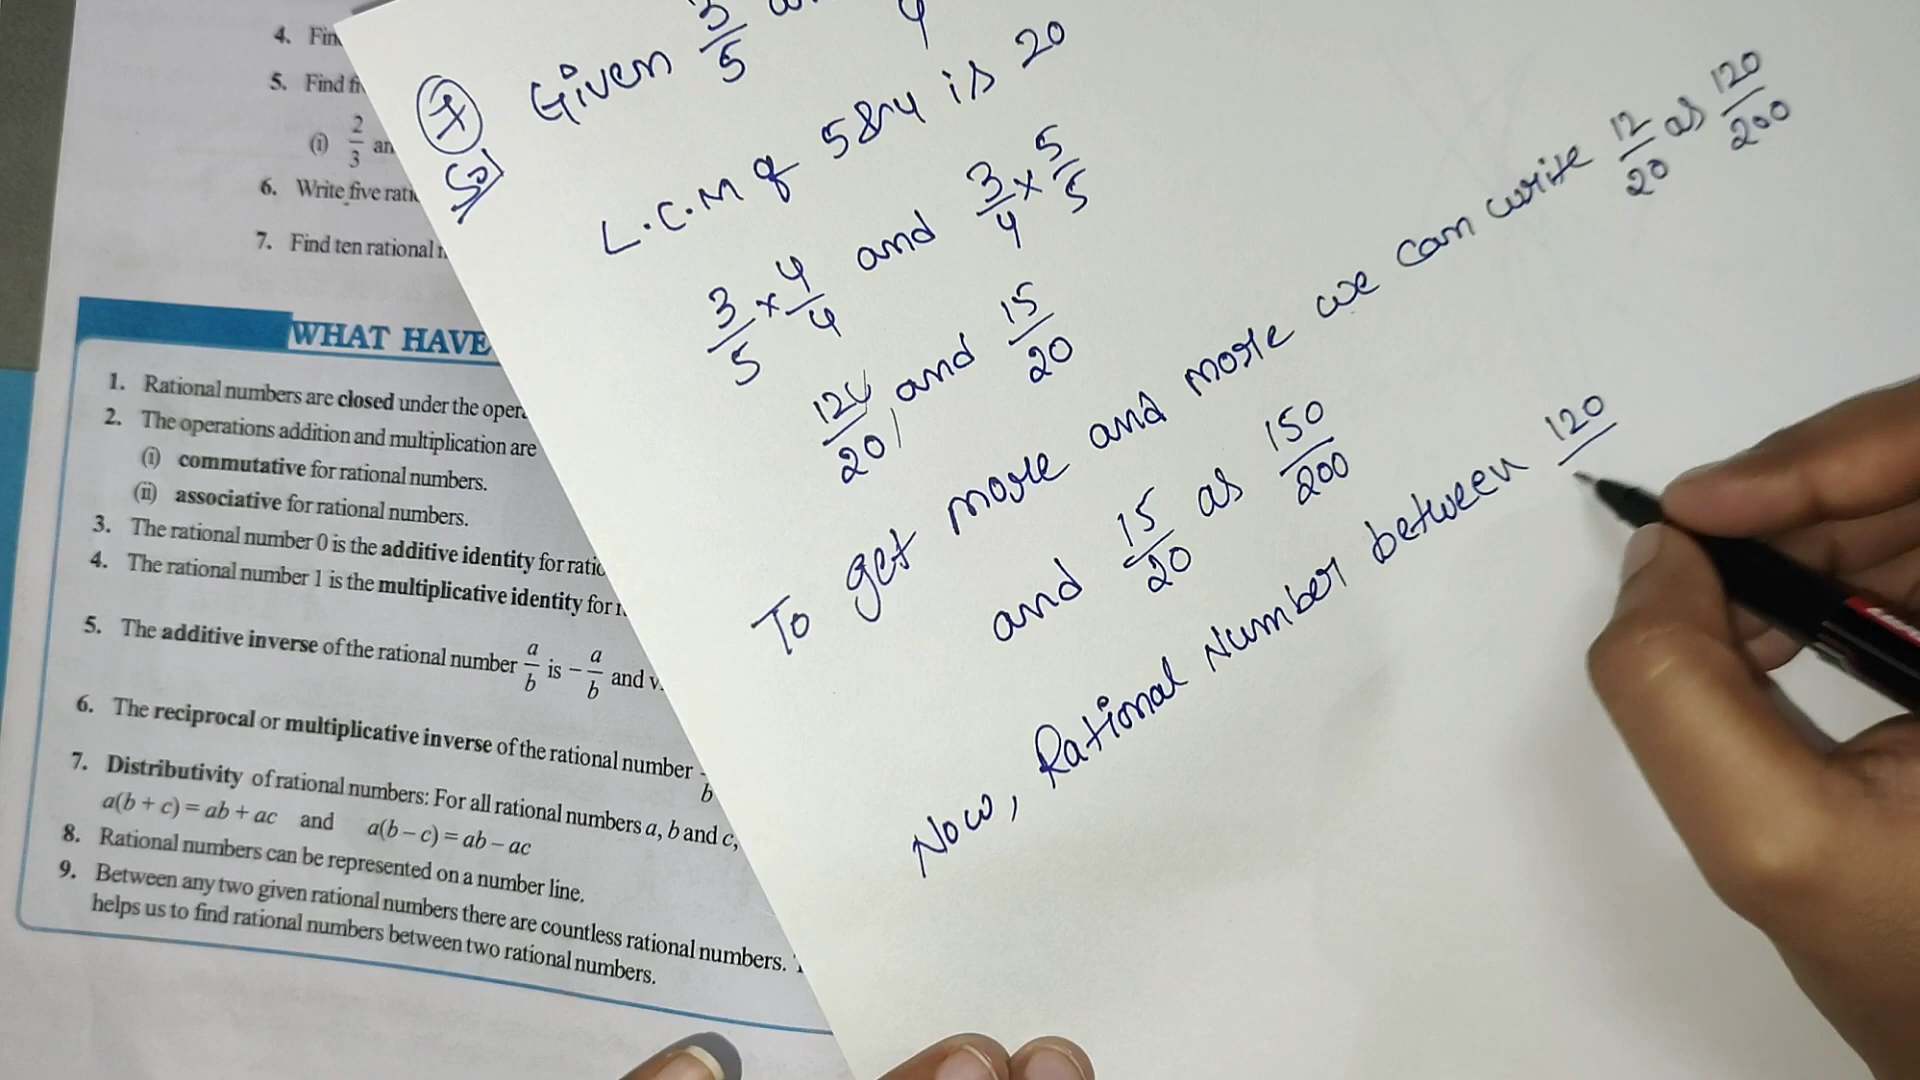 4. Fin
5. Find fi
(i) 2/3 an
6. Write five rati
7. Find ten rational n
WHAT HAVE
1. Rational numbers are closed under the oper
2. The operations addition and multiplication are
(i) commutative for rational numbers.
(ii) associative for rational numbers.
3. The rational number 0 is the additive identity for ratio
4. The rational number 1 is the multiplicative identity for r
5. The additive inverse of the rational number a/b is -a/b and v
6. The reciprocal or multiplicative inverse of the rational number b
7. Distributivity of rational numbers: For all rational numbers a, b and c,
a(b + c) = ab + ac and a(b – c) = ab – ac
8. Rational numbers can be represented on a number line.
9. Between any two given rational numbers there are countless rational numbers.
helps us to find rational numbers between two rational numbers.
7
Sol
Given 3/5
L.C.M of 5&4 is 20
3/5 × 4/4 and 3/4 × 5/5
12/20, and 15/20
To get more and more we can write 12/20 as 120/200
and 15/20 as 150/200
Now, Rational Number between 120